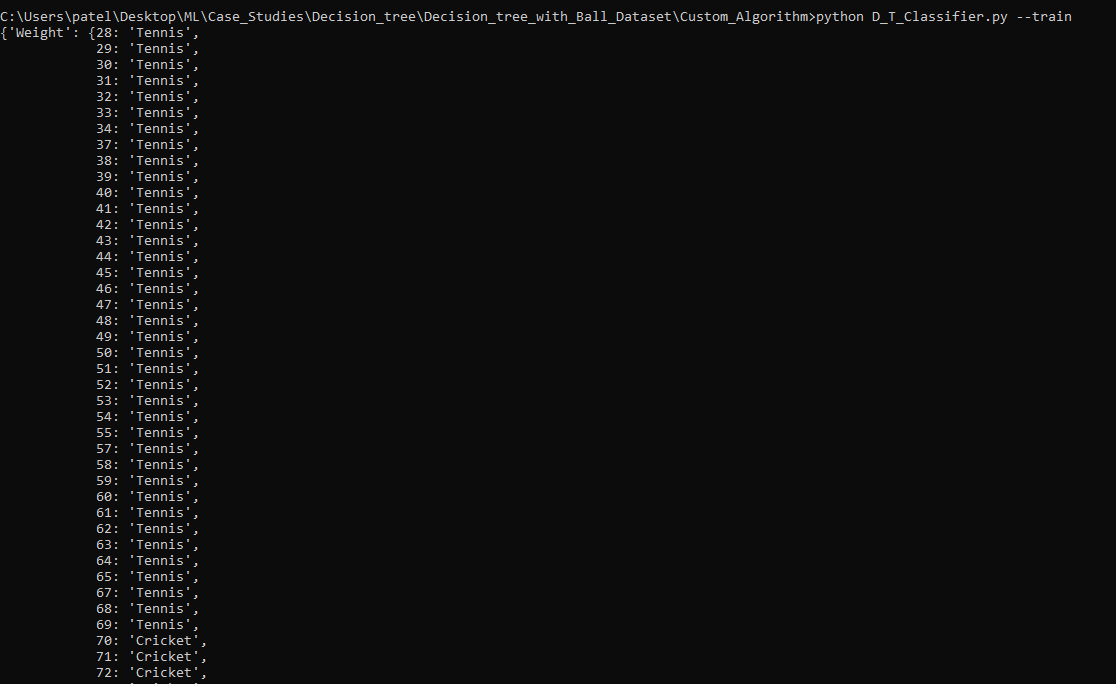 C:\Users\patel\Desktop\ML\Case_Studies\Decision_tree\Decision_tree_with_Ball_Dataset\Custom_Algorithm>python D_T_Classifier.py --train
{'Weight': {28: 'Tennis',
29: 'Tennis',
30: 'Tennis',
31: 'Tennis',
32: 'Tennis',
33: 'Tennis',
34: 'Tennis',
37: 'Tennis',
38: 'Tennis',
39: 'Tennis',
40: 'Tennis',
41: 'Tennis',
42: 'Tennis',
43: 'Tennis',
44: 'Tennis',
45: 'Tennis',
46: 'Tennis',
47: 'Tennis',
48: 'Tennis',
49: 'Tennis',
50: 'Tennis',
51: 'Tennis',
52: 'Tennis',
53: 'Tennis',
54: 'Tennis',
55: 'Tennis',
57: 'Tennis',
58: 'Tennis',
59: 'Tennis',
60: 'Tennis',
61: 'Tennis',
62: 'Tennis',
63: 'Tennis',
64: 'Tennis',
65: 'Tennis',
67: 'Tennis',
68: 'Tennis',
69: 'Tennis',
70: 'Cricket',
71: 'Cricket',
72: 'Cricket',